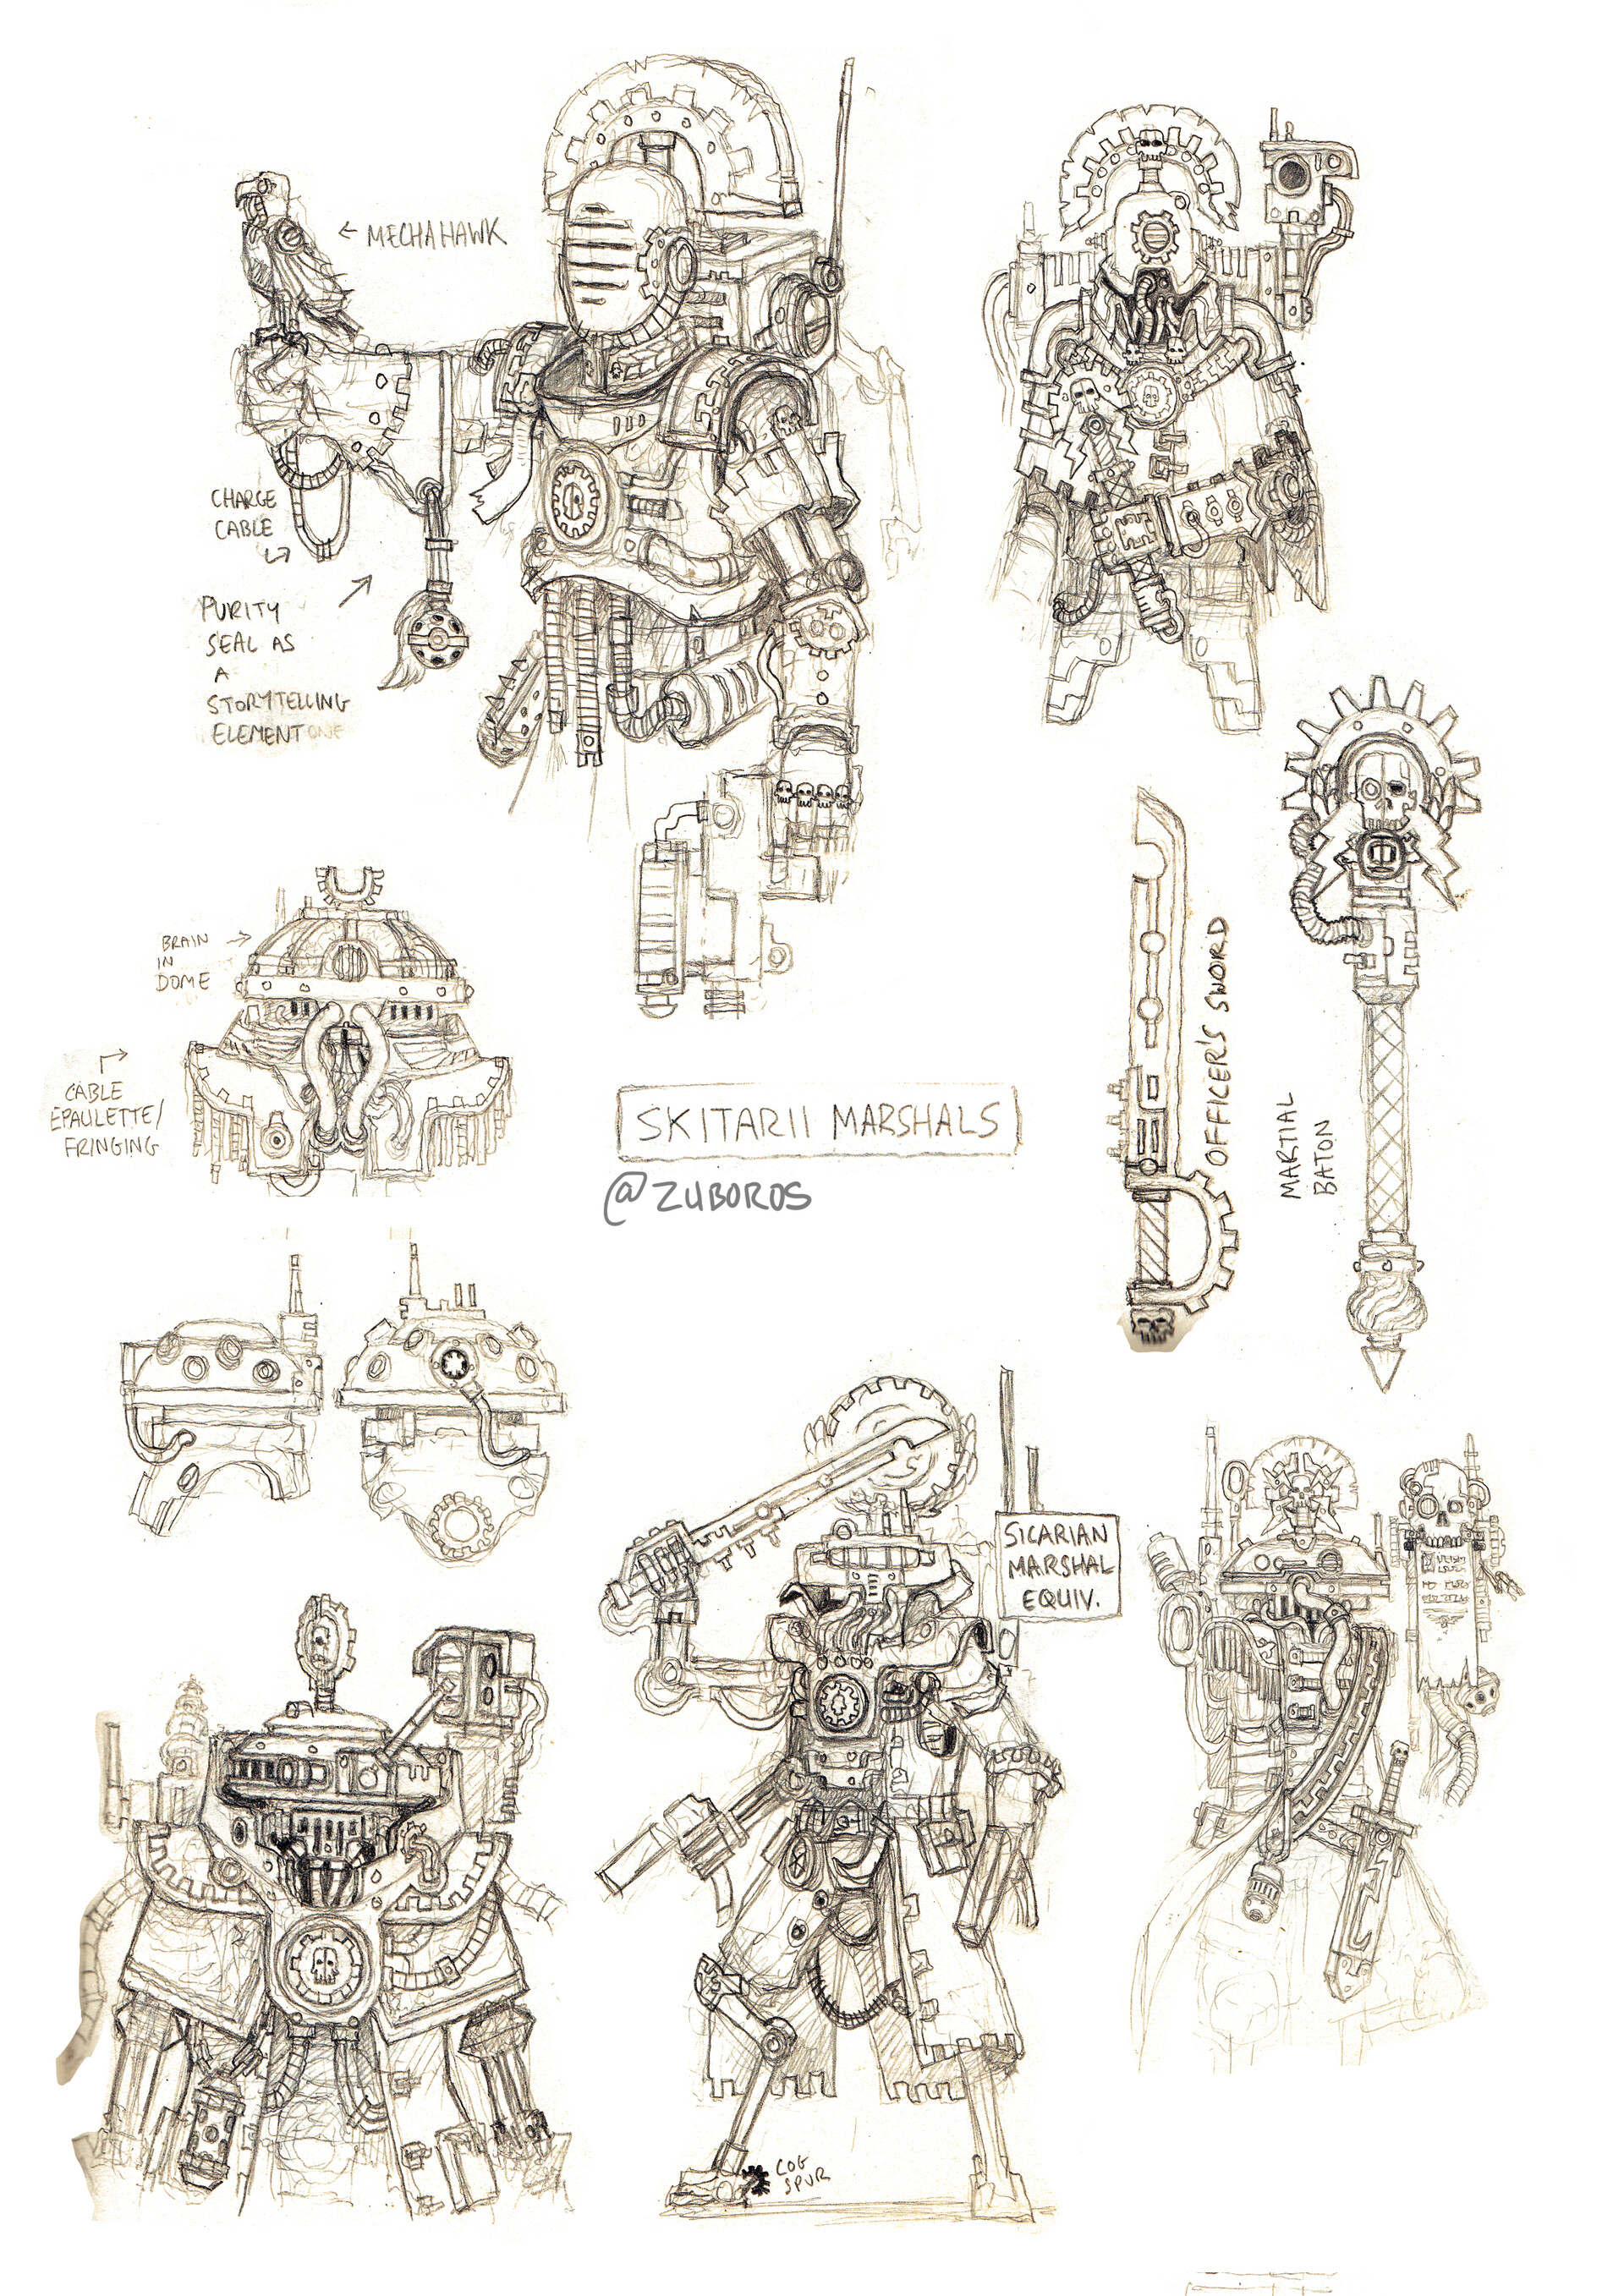 ← MECHAHAWK
CHARGE
CABLE
PURITY
SEAL AS
A
STORYTELLING
ELEMENT
BRAIN
IN
DOME
CABLE
EPAULETTE/
FRINGING
SKITARII MARSHALS
@ZUBOROS
OFFICER'S SWORD
MARTIAL
BATON
SICARIAN
MARSHAL
EQUIV.
COG
SPUR